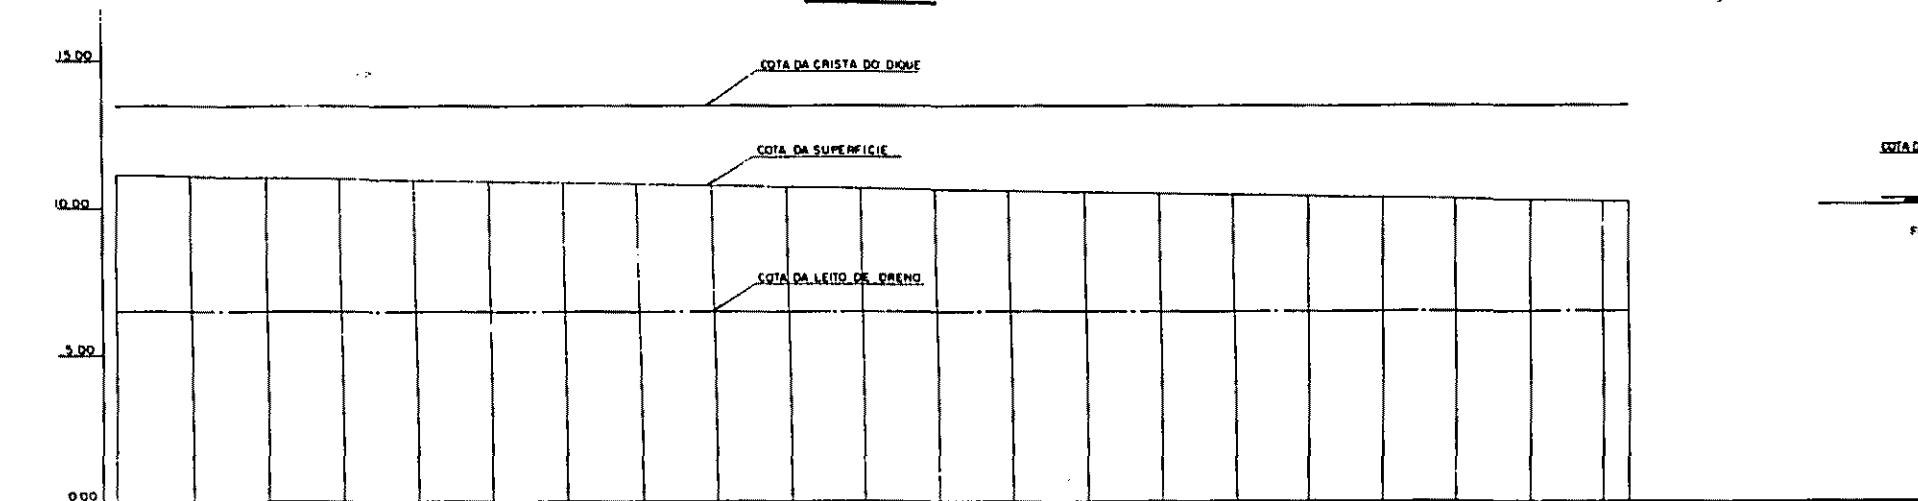 15.00
COTA DA CRISTA DO DIQUE
COTA DA SUPERFICIE
COTA D
10.00
F
COTA DA LEITO DE DRENO
5.00
0.00